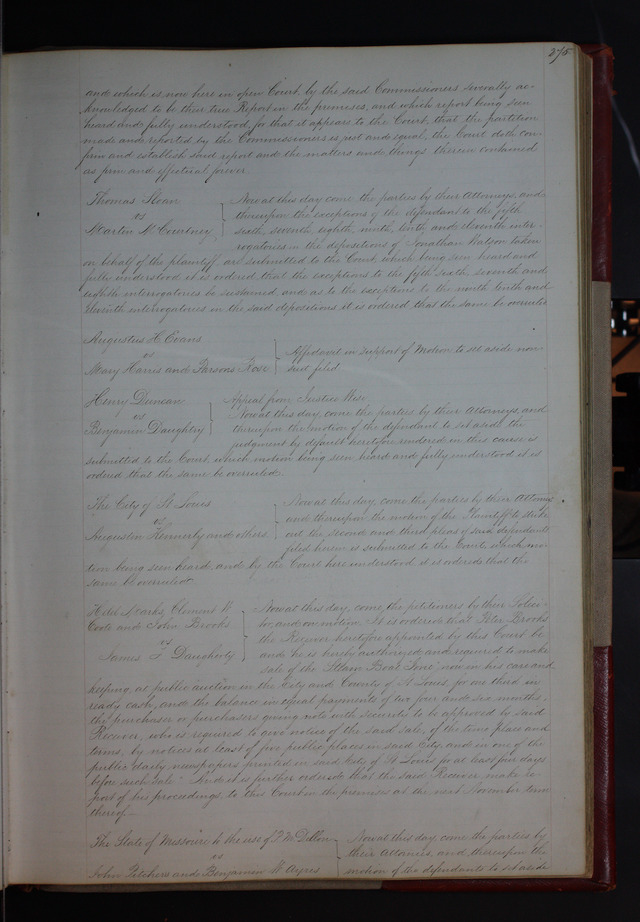 275
and which is now here in open Court, by the said Commissioners severally ac-
knowledged to be their true Report in the premises, and which report being seen
heard and fully understood, for that it appears to the Court, that the partition
made and reported by the Commissioners is just and equal, the Court doth con-
firm and establish said report and the matters and things therein contained
as firm and effectual forever.
Thomas Sloan
vs
Martin M Courtney
Now at this day come the parties by their Attorneys, and
thereupon the exceptions of the defendant to the fifth
sixth, seventh, eighth, ninth, tenth, and eleventh inter-
rogatories in the depositions of Jonathan Watson taken
on behalf of the plaintiff, are submitted to the Court, which being seen heard and
fully understood it is ordered, that the exceptions to the fifth sixth, seventh and
eighth interrogatories be sustained, and as to the exceptions to the ninth tenth and
eleventh interrogatories in the said depositions it is ordered that the same be overruled
Augustus H. Evans
vs
Mary Harris and Parsons Rose
Affidavit in support of Motion to set aside non-
suit filed
Henry Duncan
vs
Benjamin Daughtry
Appeal from Justice Wise
Now at this day come the parties by their Attorneys, and
thereupon the motion of the defendant to set aside the
judgment by default heretofore rendered in this cause is
submitted to the Court, which motion being seen heard and fully understood it is
ordered that the same be overruled.
The City of St Louis
vs
Augustin Kennerly and others
Now at this day, come the parties by their Attorneys
and thereupon the motion of the Plaintiff to strike
out the second and third pleas of said defendants
filed herein is submitted to the Court, which mo-
tion being seen heard, and by the Court here understood it is ordered that the
same be overruled
Marks, Clement W.
Coote and John Brooks
vs
James F Daugherty
Now at this day, come, the petitioners by their Solici-
tor, and on motion It is ordered that Peter Brooks
the Receiver heretofore appointed by this Court be
and he is hereby authorized and required to make
sale of the Steam Boat now in his care and
keeping, at public auction in the City and County of St Louis, for one third in
ready cash, and the balance in equal payments of two four and six months,
the purchaser or purchasers giving note with security to be approved by said
Receiver, who is required to give notice of the said sale, of the time place and
terms, by notices at least of five public places in said City and in one of the
public daily newspapers printed in said City of St Louis for at least five days
before such sale. And it is further ordered that the said Receiver make re-
port of his proceedings, to this Court in the premises at the next November term
thereof.
The State of Missouri to the use of P. M. Dillon
vs
John Pitchers and Benjamin W Ayres
Now at this day, come the parties by
their Attornies, and thereupon the
motion of the defendants to set aside